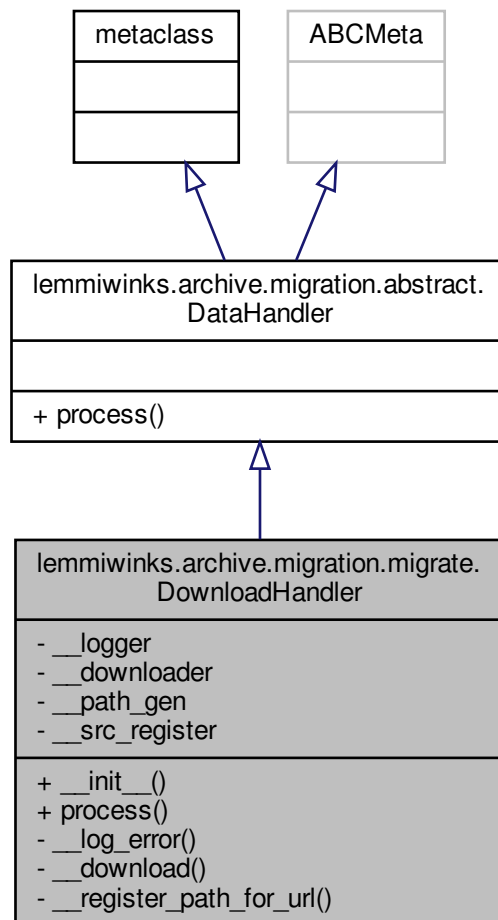 metaclass
ABCMeta
lemmiwinks.archive.migration.abstract.
DataHandler
+ process()
lemmiwinks.archive.migration.migrate.
DownloadHandler
- __logger
- __downloader
- __path_gen
- __src_register
+ __init__()
+ process()
- __log_error()
- __download()
- __register_path_for_url()